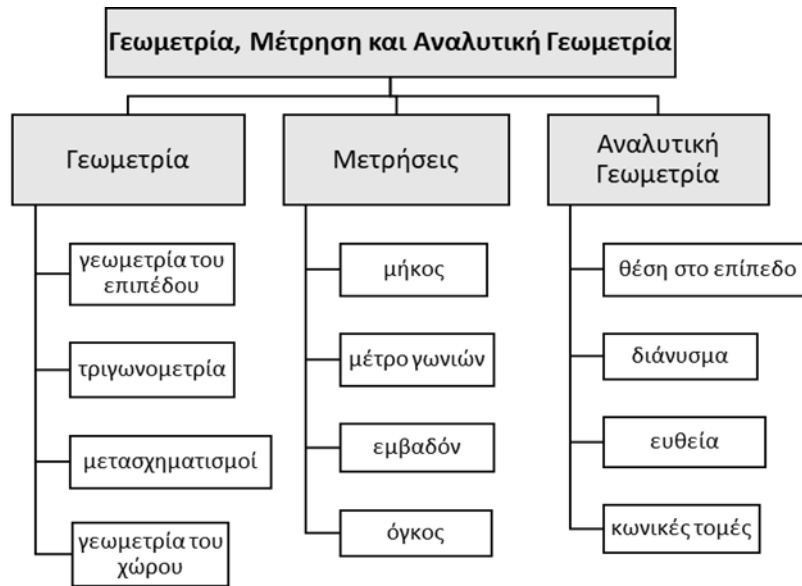 Γεωμετρία, Μέτρηση και Αναλυτική Γεωμετρία
Γεωμετρία
γεωμετρία του
επιπέδου
τριγωνομετρία
μετασχηματισμοί
γεωμετρία του
χώρου
Μετρήσεις
μήκος
μέτρο γωνιών
εμβαδόν
όγκος
Αναλυτική
Γεωμετρία
θέση στο επίπεδο
διάνυσμα
ευθεία
κωνικές τομές